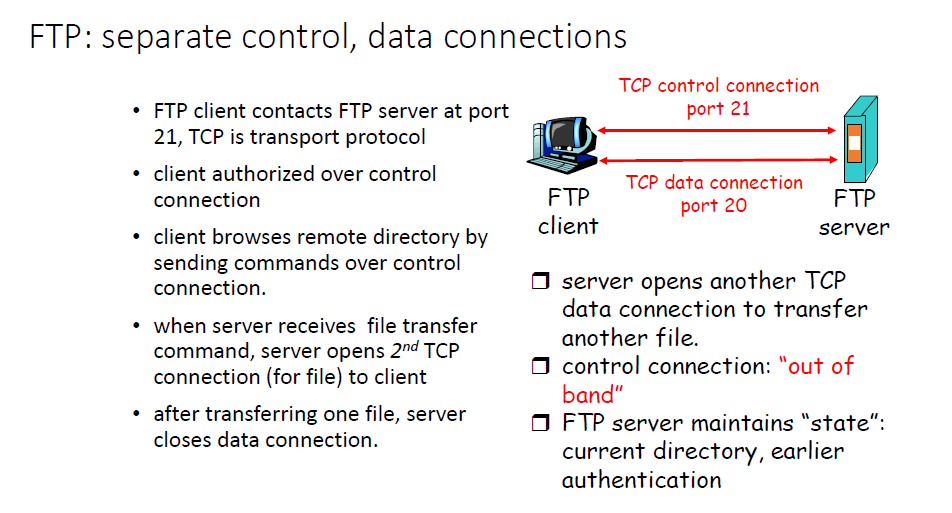 FTP: separate control, data connections
• FTP client contacts FTP server at port
21, TCP is transport protocol
• client authorized over control
connection
• client browses remote directory by
sending commands over control
connection.
• when server receives file transfer
command, server opens 2nd TCP
connection (for file) to client
• after transferring one file, server
closes data connection.
TCP control connection
port 21
TCP data connection
port 20
FTP
client
FTP
server
❒ server opens another TCP
data connection to transfer
another file.
❒ control connection: “out of
band”
❒ FTP server maintains “state”:
current directory, earlier
authentication